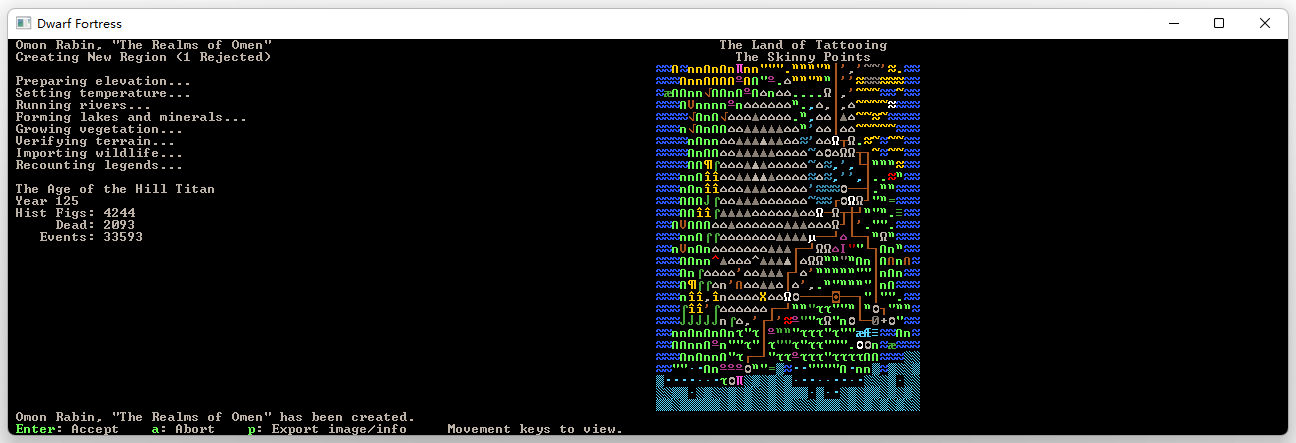 Dwarf Fortress
Omon Rabin, "The Realms of Omen"
Creating New Region (1 Rejected)
The Land of Tattooing
The Skinny Points
Preparing elevation...
Setting temperature...
Running rivers...
Forming lakes and minerals...
Growing vegetation...
Verifying terrain...
Importing wildlife...
Recounting legends...
The Age of the Hill Titan
Year 125
Hist Figs: 4244
Dead: 2093
Events: 33593
Omon Rabin, "The Realms of Omen" has been created.
Enter: Accept a: Abort p: Export image/info Movement keys to view.